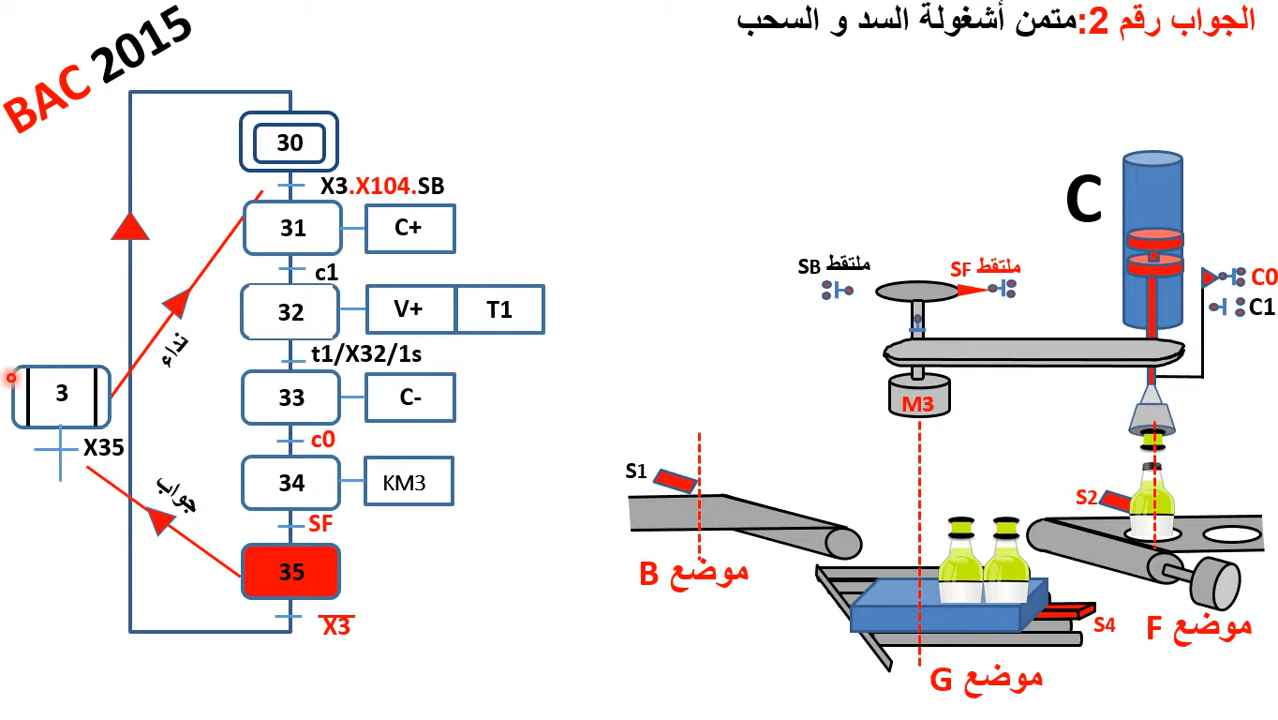 الجواب رقم 2:متمن أشغولة السد و السحب
BAC 2015
30
X3.X104.SB
31
C+
c1
32
V+
T1
t1/X32/1s
نداء
3
33
C-
X35
c0
جواب
34
KM3
SF
35
X3
C
ملتقط SB
ملتقط SF
C0
C1
M3
S1
S2
موضع B
S4
موضع F
موضع G